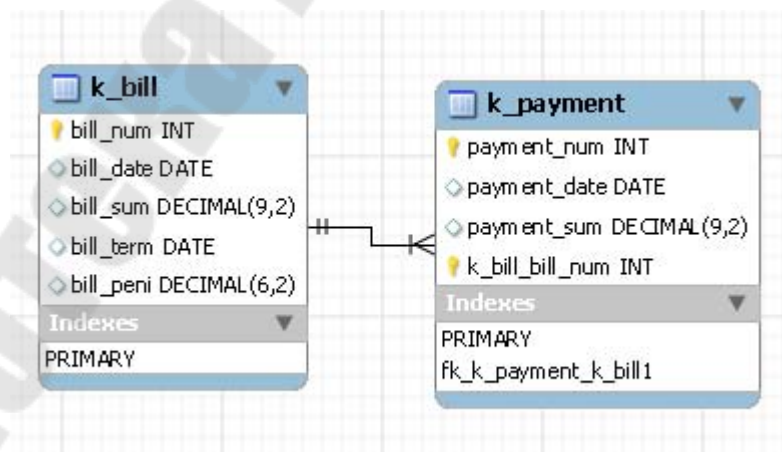 k_bill
bill_num INT
bill_date DATE
bill_sum DECIMAL(9,2)
bill_term DATE
bill_peni DECIMAL(6,2)
Indexes
PRIMARY
k_payment
payment_num INT
payment_date DATE
payment_sum DECIMAL(9,2)
k_bill_bill_num INT
Indexes
PRIMARY
fk_k_payment_k_bill1